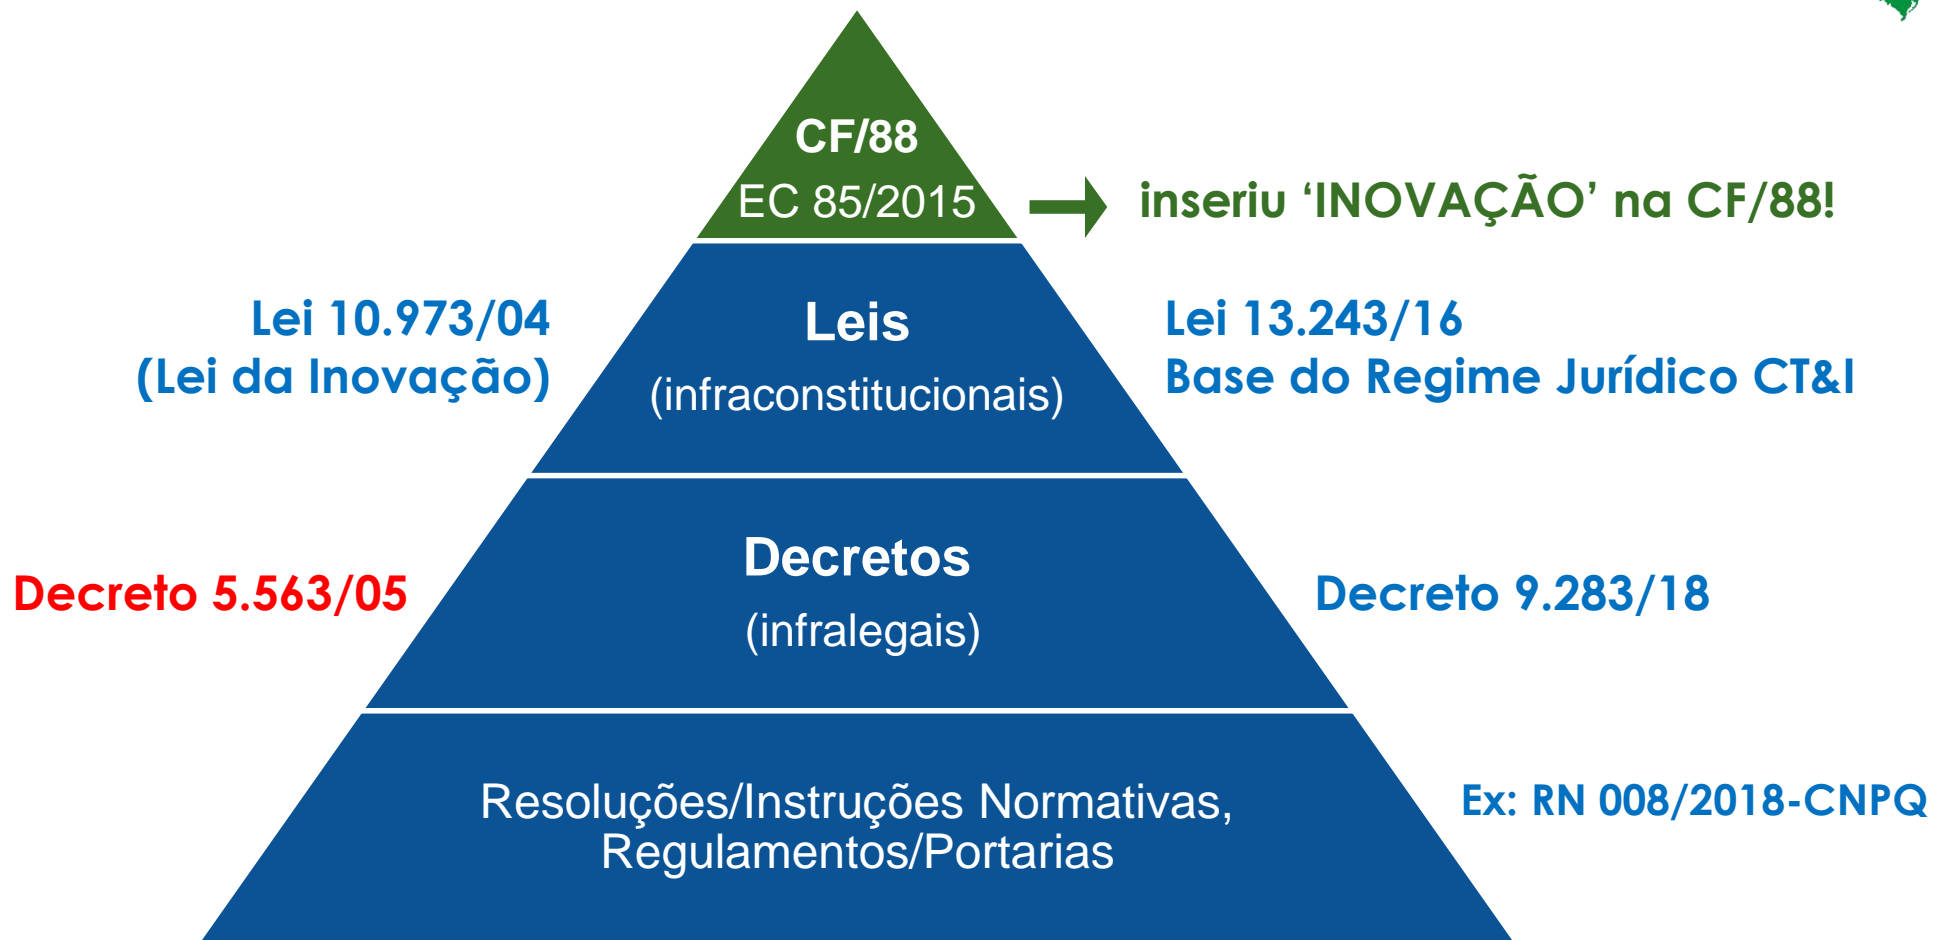 CF/88
EC 85/2015
inseriu ‘INOVAÇÃO’ na CF/88!
Lei 10.973/04
(Lei da Inovação)
Leis
(infraconstitucionais)
Lei 13.243/16
Base do Regime Jurídico CT&I
Decreto 5.563/05
Decretos
(infralegais)
Decreto 9.283/18
Resoluções/Instruções Normativas,
Regulamentos/Portarias
Ex: RN 008/2018-CNPQ